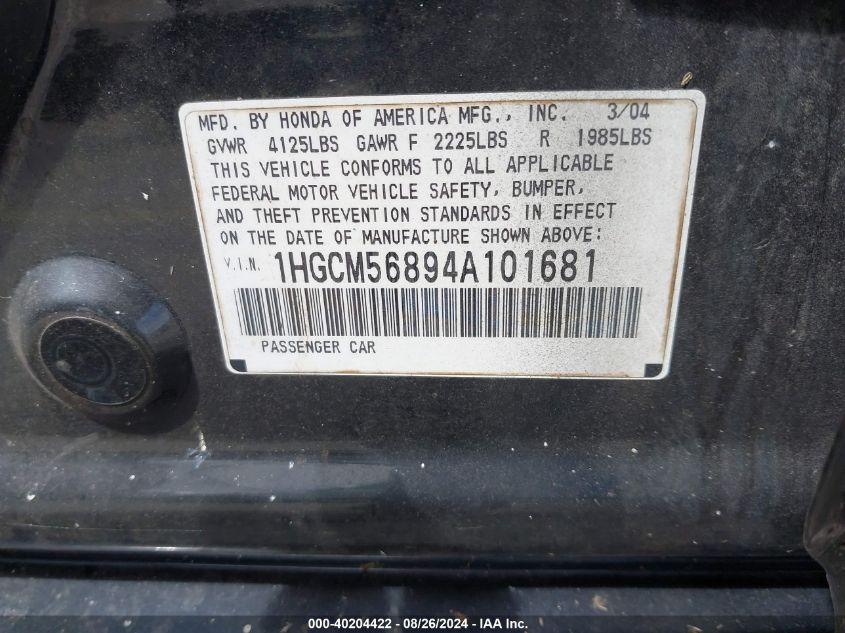 MFD. BY HONDA OF AMERICA MFG., INC. 3/04
GVWR 4125LBS GAWR F 2225LBS R 1985LBS
THIS VEHICLE CONFORMS TO ALL APPLICABLE
FEDERAL MOTOR VEHICLE SAFETY, BUMPER,
AND THEFT PREVENTION STANDARDS IN EFFECT
ON THE DATE OF MANUFACTURE SHOWN ABOVE:
V.I.N. 1HGCM56894A101681
PASSENGER CAR
000-40204422 - 08/26/2024 - IAA Inc.